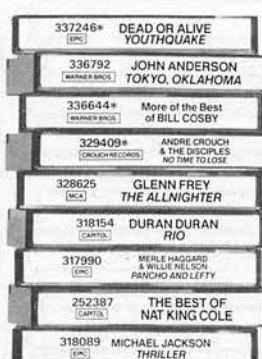 337246* DEAD OR ALIVE
EPIC YOUTHQUAKE
336792 JOHN ANDERSON
WARNER BROS. TOKYO, OKLAHOMA
336644* More of the Best
WARNER BROS. of BILL COSBY
329409* ANDRE CROUCH
CROUCH RECORDS & THE DISCIPLES
NO TIME TO LOSE
328625 GLENN FREY
MCA THE ALLNIGHTER
318154 DURAN DURAN
CAPITOL RIO
317990 MERLE HAGGARD
EPIC & WILLIE NELSON
PANCHO AND LEFTY
252387 THE BEST OF
CAPITOL NAT KING COLE
318089 MICHAEL JACKSON
EPIC THRILLER